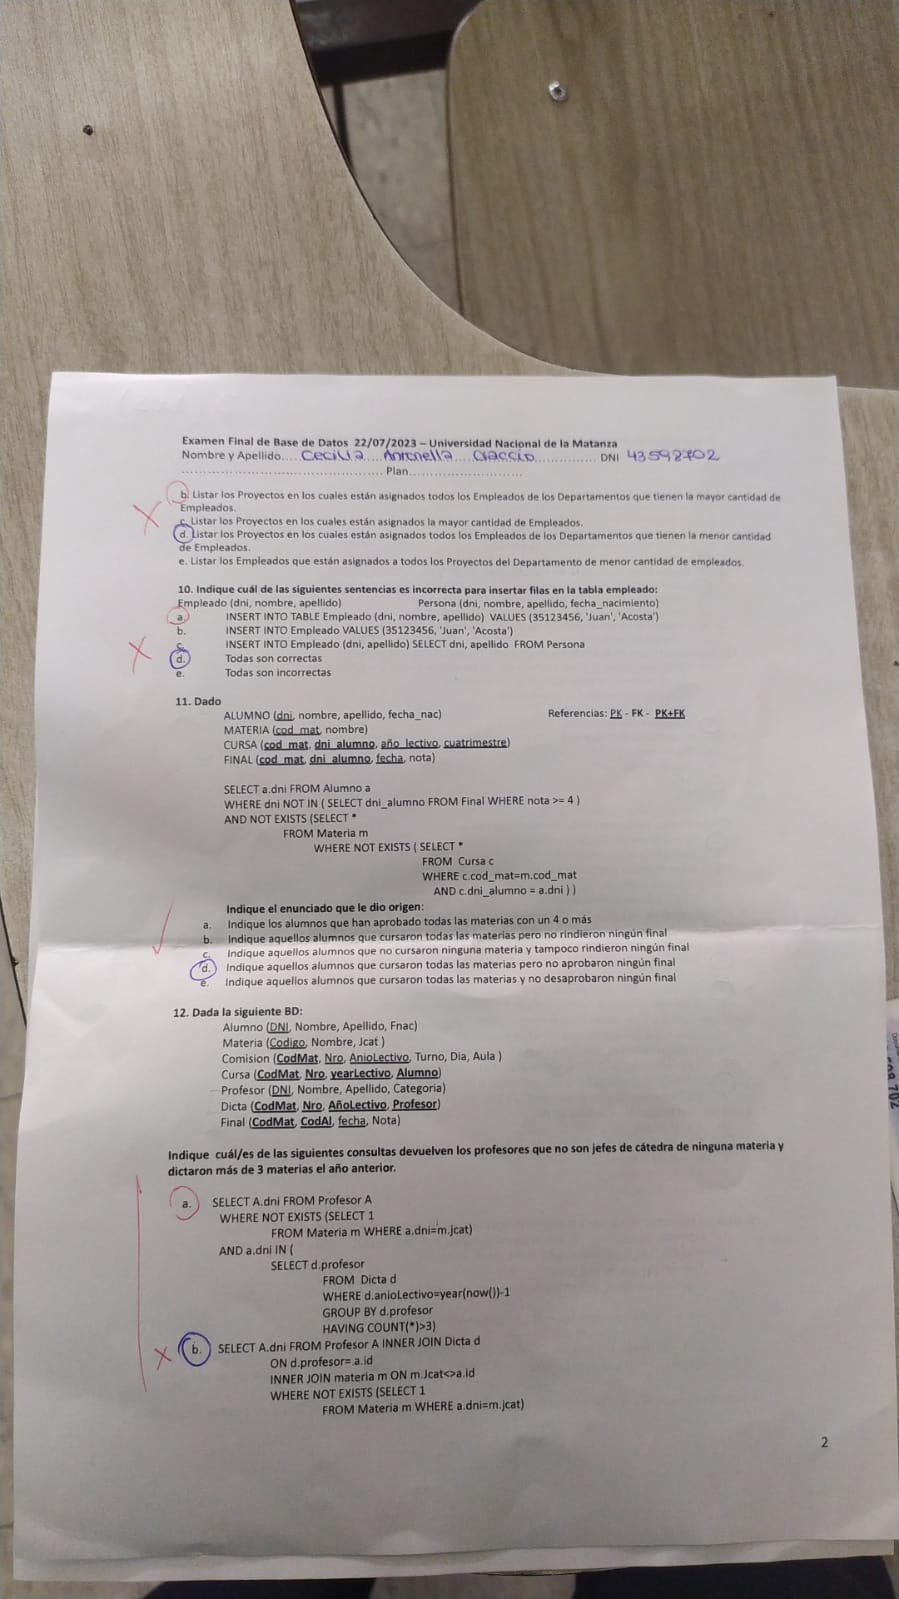 Examen Final de Base de Datos 22/07/2023 – Universidad Nacional de la Matanza
Nombre y Apellido.... Cecilia Antonella Ciaccio ............... DNI 43598702
............................................ Plan.........................
b. Listar los Proyectos en los cuales están asignados todos los Empleados de los Departamentos que tienen la mayor cantidad de
Empleados.
c. Listar los Proyectos en los cuales están asignados la mayor cantidad de Empleados.
d. Listar los Proyectos en los cuales están asignados todos los Empleados de los Departamentos que tienen la menor cantidad
de Empleados.
e. Listar los Empleados que están asignados a todos los Proyectos del Departamento de menor cantidad de empleados.
10. Indique cuál de las siguientes sentencias es incorrecta para insertar filas en la tabla empleado:
Empleado (dni, nombre, apellido) Persona (dni, nombre, apellido, fecha_nacimiento)
a. INSERT INTO TABLE Empleado (dni, nombre, apellido) VALUES (35123456, 'Juan', 'Acosta')
b. INSERT INTO Empleado VALUES (35123456, 'Juan', 'Acosta')
c. INSERT INTO Empleado (dni, apellido) SELECT dni, apellido FROM Persona
d. Todas son correctas
e. Todas son incorrectas
11. Dado
ALUMNO (dni, nombre, apellido, fecha_nac) Referencias: PK - FK - PK+FK
MATERIA (cod_mat, nombre)
CURSA (cod_mat, dni_alumno, año_lectivo, cuatrimestre)
FINAL (cod_mat, dni_alumno, fecha, nota)
SELECT a.dni FROM Alumno a
WHERE dni NOT IN ( SELECT dni_alumno FROM Final WHERE nota >= 4 )
AND NOT EXISTS (SELECT *
FROM Materia m
WHERE NOT EXISTS ( SELECT *
FROM Cursa c
WHERE c.cod_mat=m.cod_mat
AND c.dni_alumno = a.dni ) )
Indique el enunciado que le dio origen:
a. Indique los alumnos que han aprobado todas las materias con un 4 o más
b. Indique aquellos alumnos que cursaron todas las materias pero no rindieron ningún final
c. Indique aquellos alumnos que no cursaron ninguna materia y tampoco rindieron ningún final
d. Indique aquellos alumnos que cursaron todas las materias pero no aprobaron ningún final
e. Indique aquellos alumnos que cursaron todas las materias y no desaprobaron ningún final
12. Dada la siguiente BD:
Alumno (DNI, Nombre, Apellido, Fnac)
Materia (Codigo, Nombre, Jcat )
Comision (CodMat, Nro, AnioLectivo, Turno, Dia, Aula )
Cursa (CodMat, Nro, yearLectivo, Alumno)
Profesor (DNI, Nombre, Apellido, Categoria)
Dicta (CodMat, Nro, AñoLectivo, Profesor)
Final (CodMat, CodAl, fecha, Nota)
Indique cuál/es de las siguientes consultas devuelven los profesores que no son jefes de cátedra de ninguna materia y
dictaron más de 3 materias el año anterior.
a. SELECT A.dni FROM Profesor A
WHERE NOT EXISTS (SELECT 1
FROM Materia m WHERE a.dni=m.jcat)
AND a.dni IN (
SELECT d.profesor
FROM Dicta d
WHERE d.anioLectivo=year(now())-1
GROUP BY d.profesor
HAVING COUNT(*)>3)
b. SELECT A.dni FROM Profesor A INNER JOIN Dicta d
ON d.profesor= a.id
INNER JOIN materia m ON m.Jcat<>a.id
WHERE NOT EXISTS (SELECT 1
FROM Materia m WHERE a.dni=m.jcat)
2